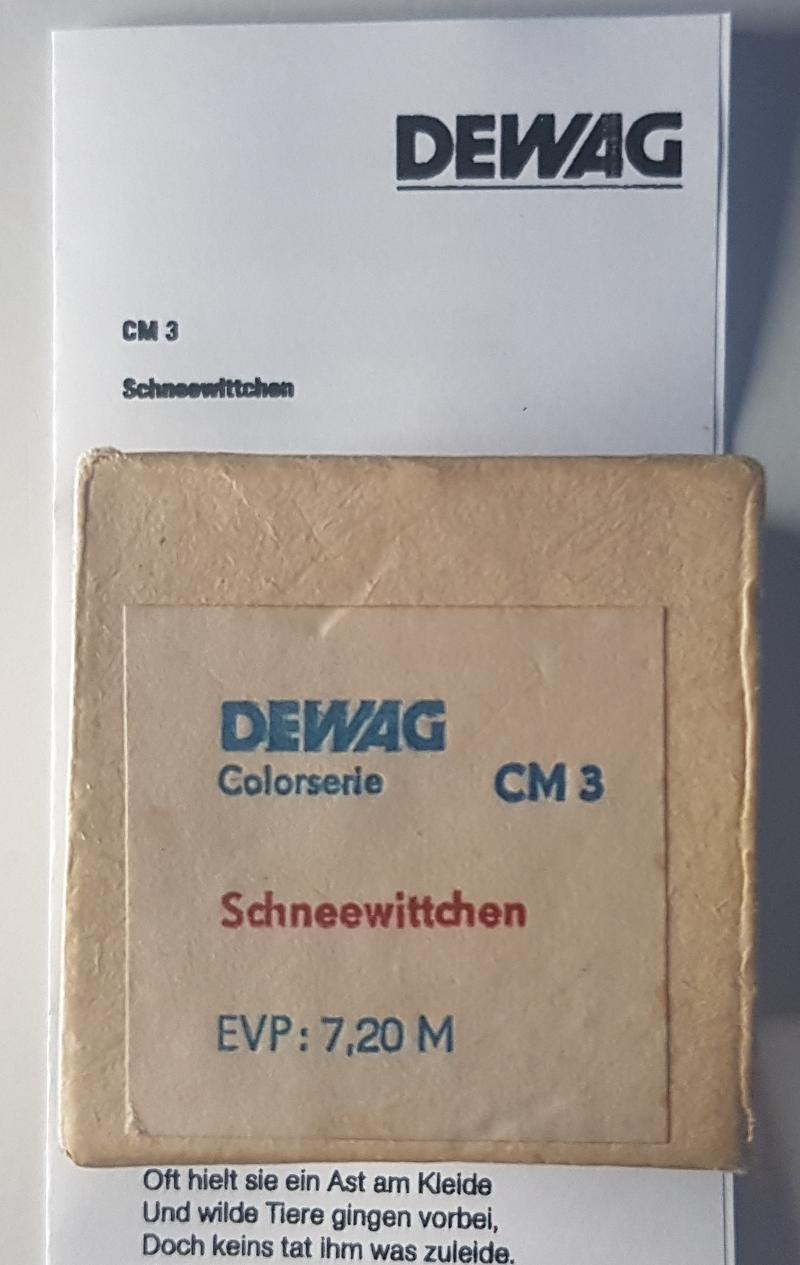 DEWAG
CM 3
Schneewittchen
DEWAG
Colorserie CM 3
Schneewittchen
EVP: 7,20 M
Oft hielt sie ein Ast am Kleide
Und wilde Tiere gingen vorbei,
Doch keins tat ihm was zuleide.